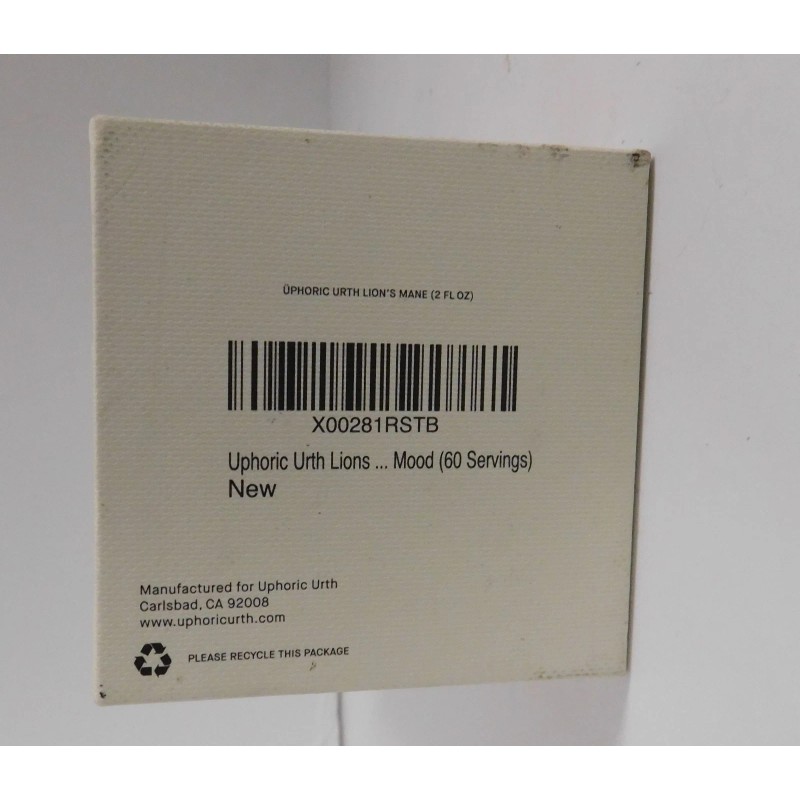 ÜPHORIC URTH LION'S MANE (2 FL OZ)
X00281RSTB
Uphoric Urth Lions ... Mood (60 Servings)
New
Manufactured for Uphoric Urth
Carlsbad, CA 92008
www.uphoricurth.com
PLEASE RECYCLE THIS PACKAGE